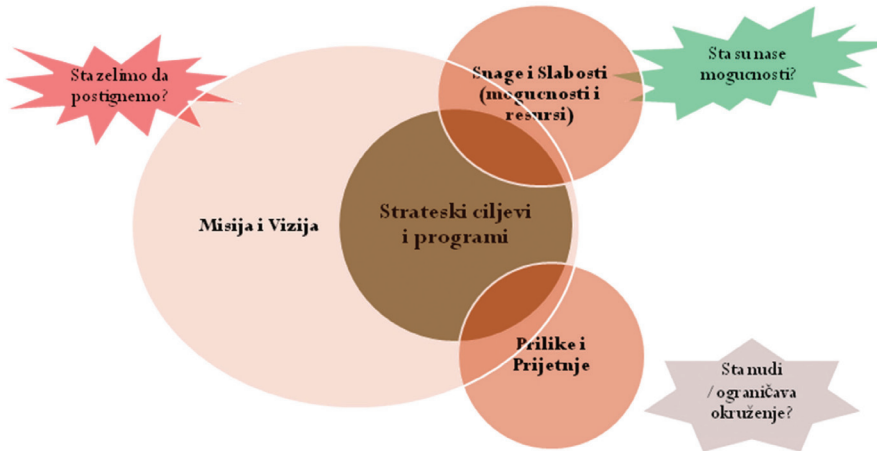 Sta zelimo da
postignemo?
Snage i Slabosti
(mogucnosti i
resursi)
Sta su nase
mogucnosti?
Misija i Vizija
Strateski ciljevi
i programi
Prilike i
Prijetnje
Sta nudi
/ograničava
okruženje?